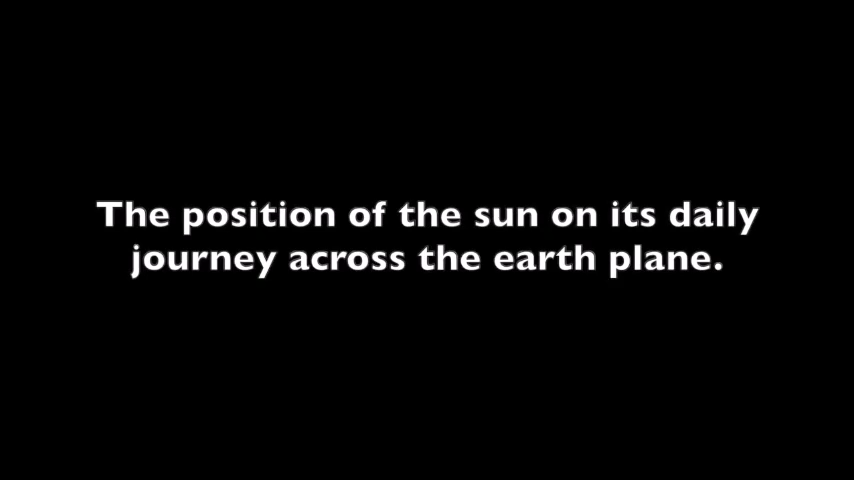 The position of the sun on its daily
journey across the earth plane.